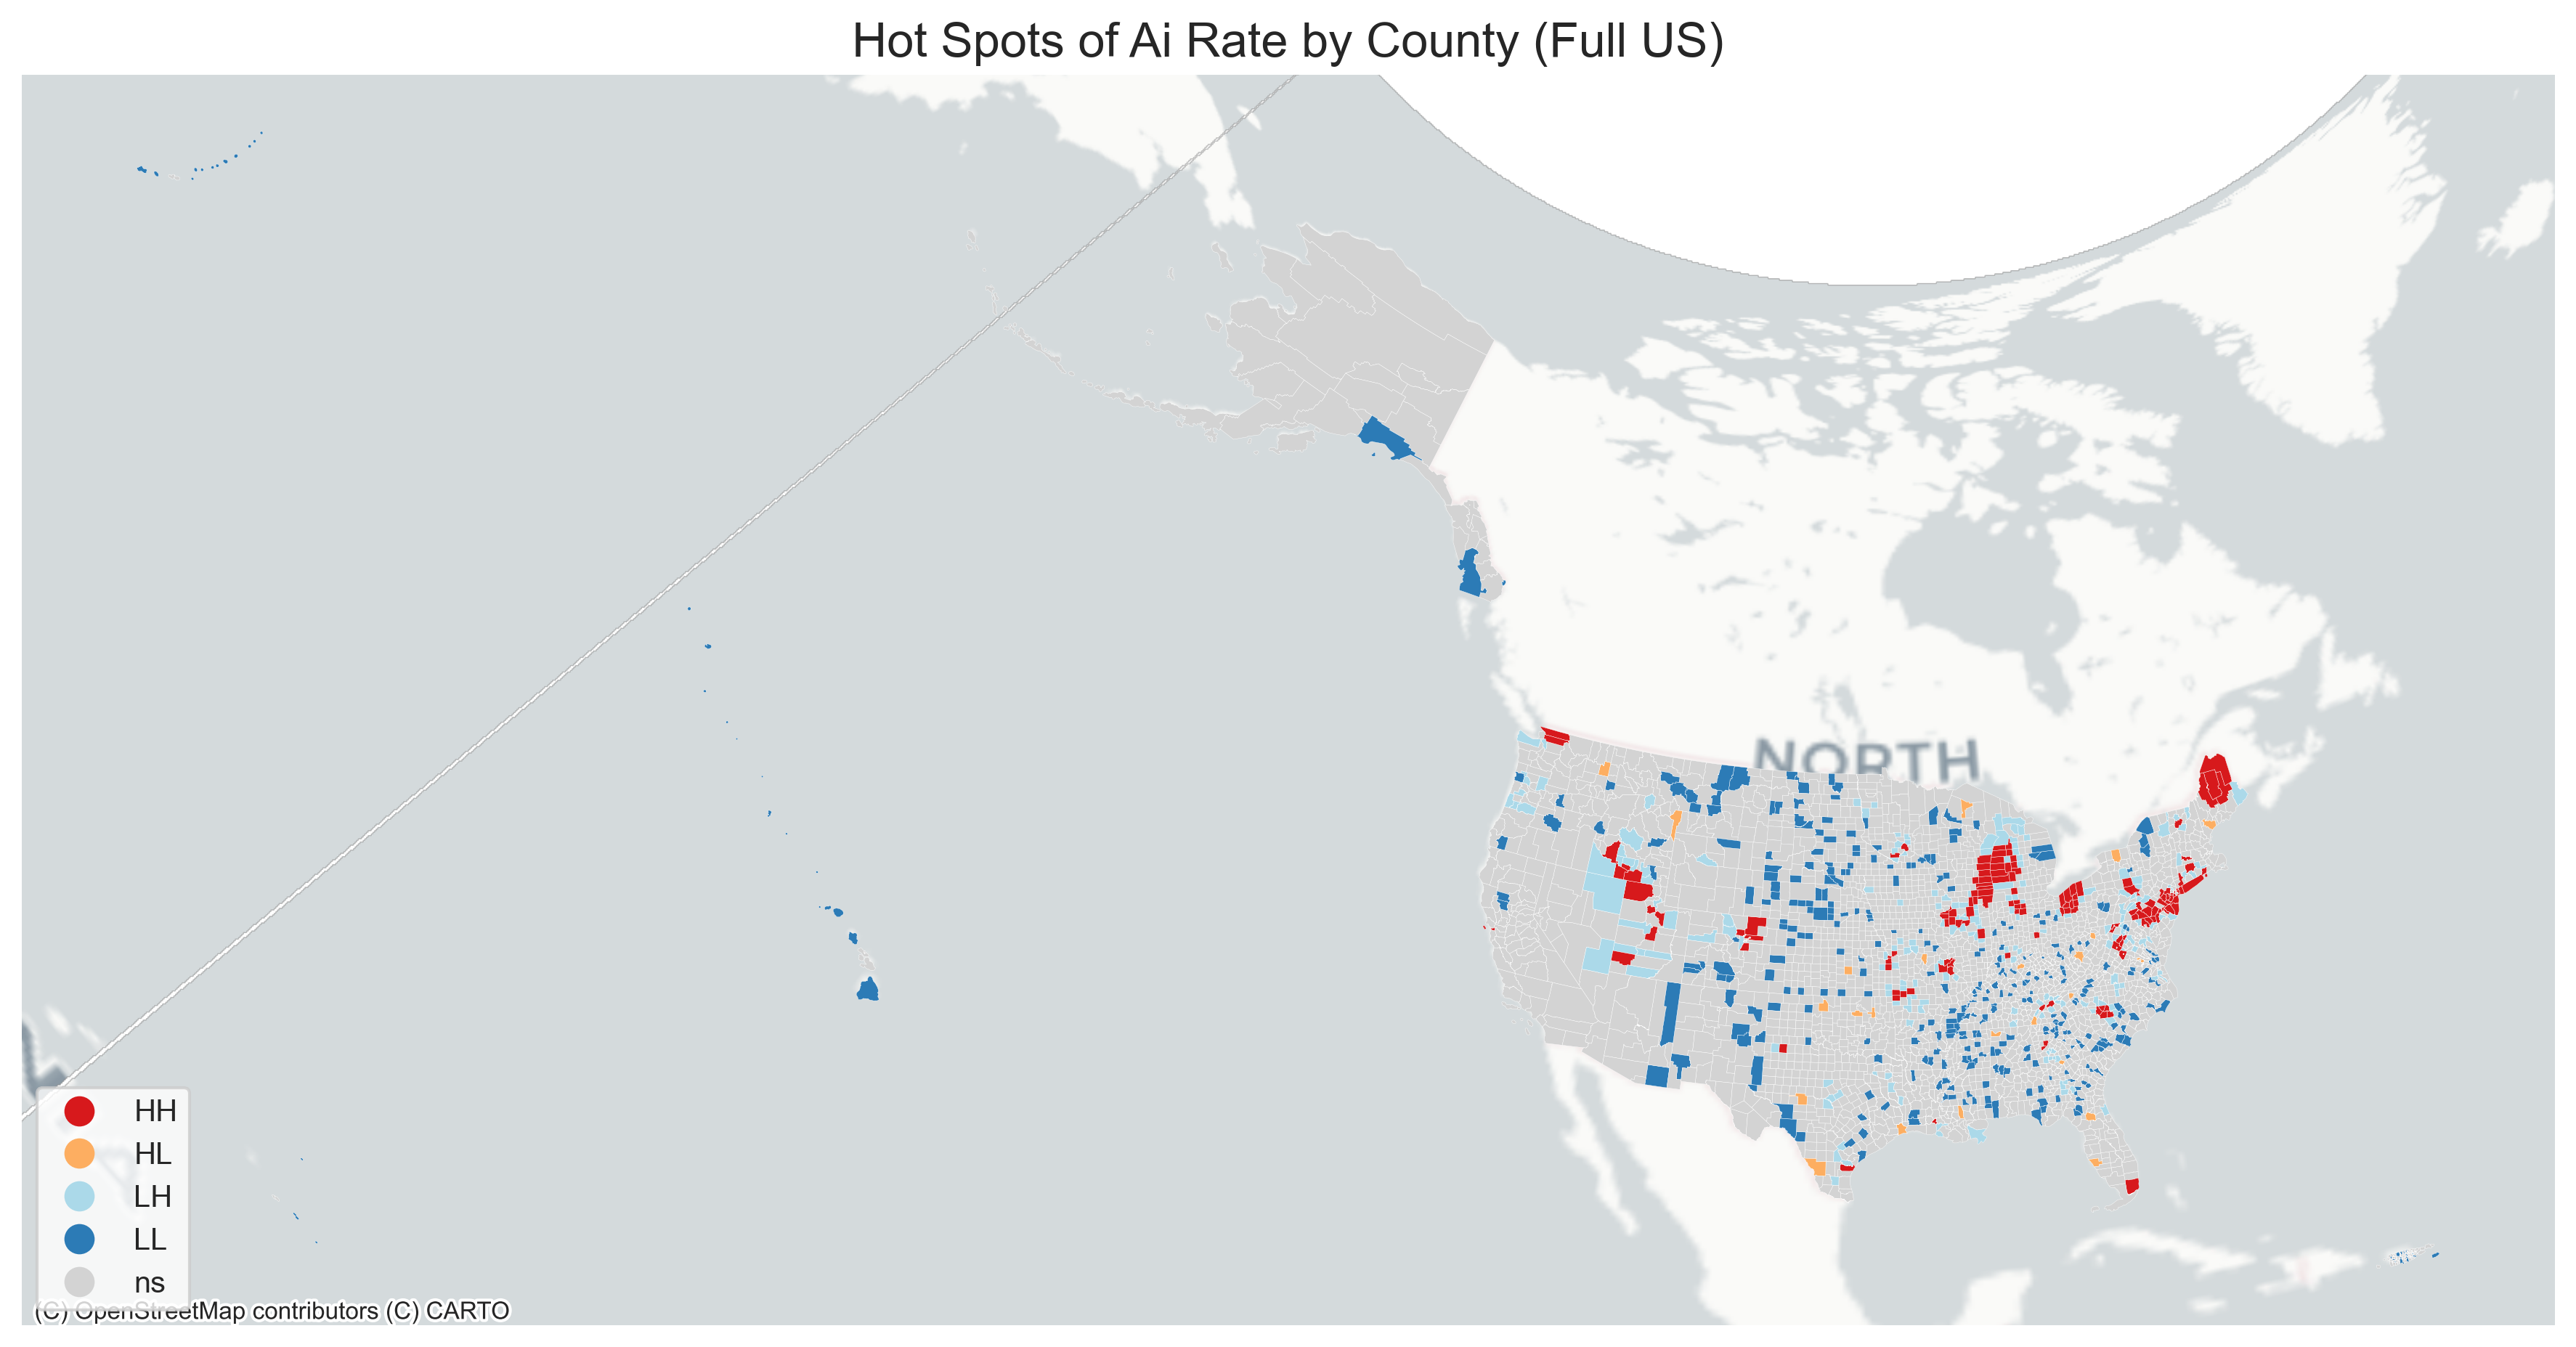 Hot Spots of Ai Rate by County (Full US)
NORTH
HH
HL
LH
LL
ns
(C) OpenStreetMap contributors (C) CARTO